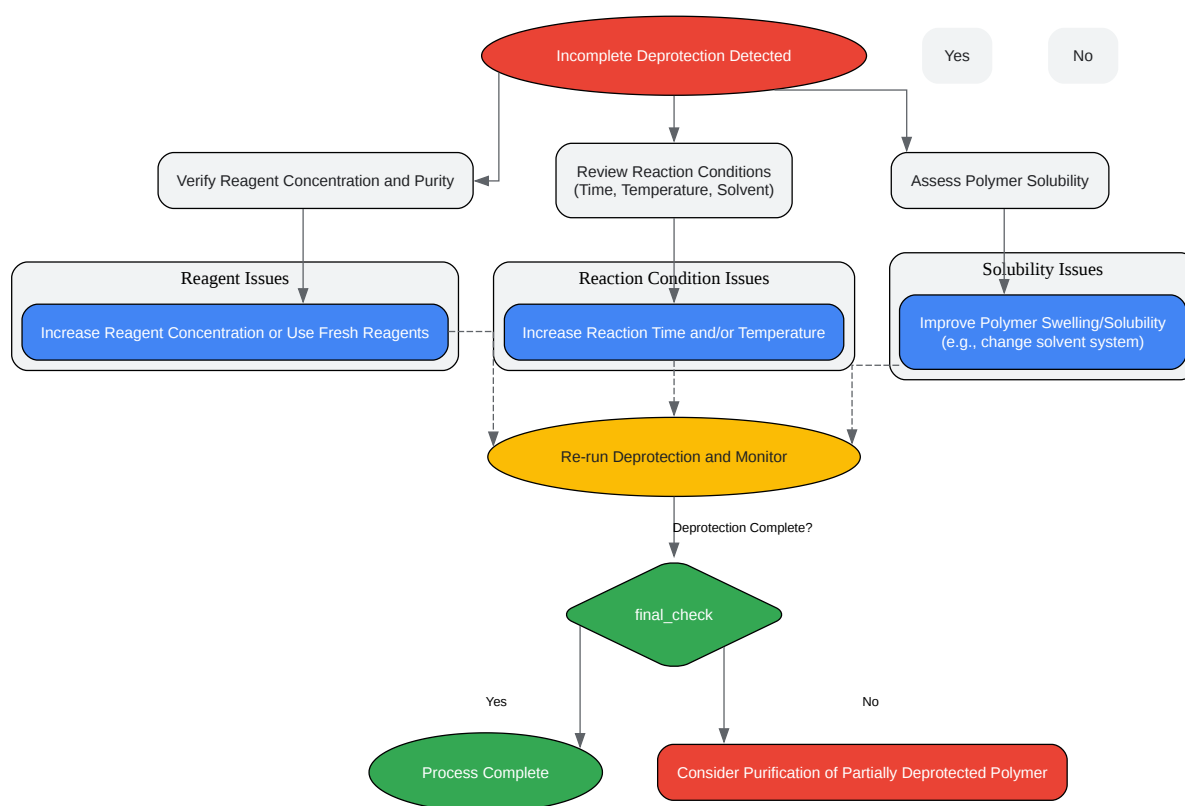 Incomplete Deprotection Detected
Yes
No
Verify Reagent Concentration and Purity
Review Reaction Conditions
(Time, Temperature, Solvent)
Assess Polymer Solubility
Reagent Issues
Reaction Condition Issues
Solubility Issues
Increase Reagent Concentration or Use Fresh Reagents
Increase Reaction Time and/or Temperature
Improve Polymer Swelling/Solubility
(e.g., change solvent system)
Re-run Deprotection and Monitor
Deprotection Complete?
final_check
Yes
No
Process Complete
Consider Purification of Partially Deprotected Polymer